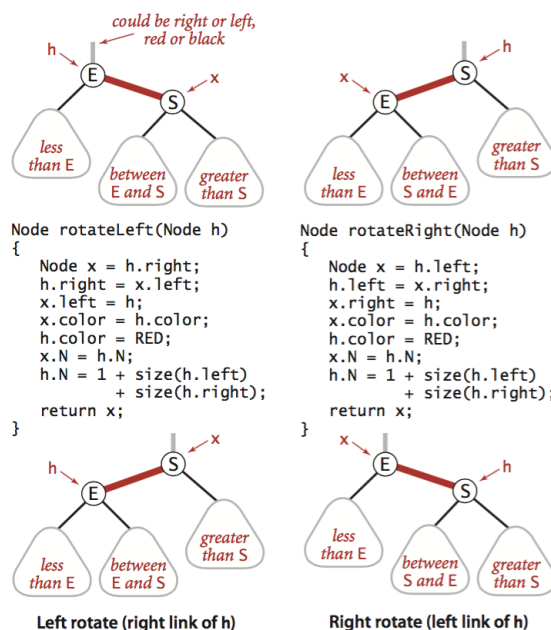 could be right or left,
red or black
h
E
x
S
less
than E
between
E and S
greater
than S
Node rotateLeft(Node h)
{
Node x = h.right;
h.right = x.left;
x.left = h;
x.color = h.color;
h.color = RED;
x.N = h.N;
h.N = 1 + size(h.left)
+ size(h.right);
return x;
}
x
h
S
E
less
than E
between
E and S
greater
than S
Left rotate (right link of h)
h
x
S
E
less
than E
between
S and E
greater
than S
Node rotateRight(Node h)
{
Node x = h.left;
h.left = x.right;
x.right = h;
x.color = h.color;
h.color = RED;
x.N = h.N;
h.N = 1 + size(h.left)
+ size(h.right);
return x;
}
x
E
h
S
less
than E
between
S and E
greater
than S
Right rotate (left link of h)